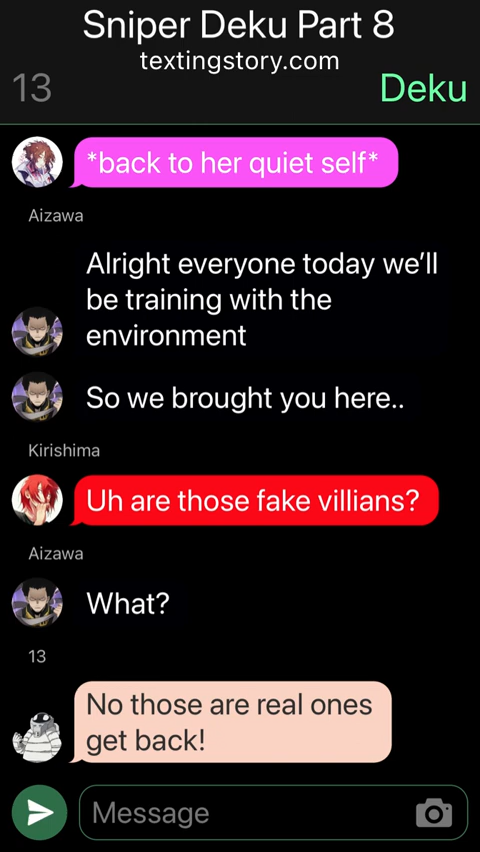 Sniper Deku Part 8
textingstory.com
13
Deku
*back to her quiet self*
Aizawa
Alright everyone today we'll
be training with the
environment
So we brought you here..
Kirishima
Uh are those fake villians?
Aizawa
What?
13
No those are real ones
get back!
Message